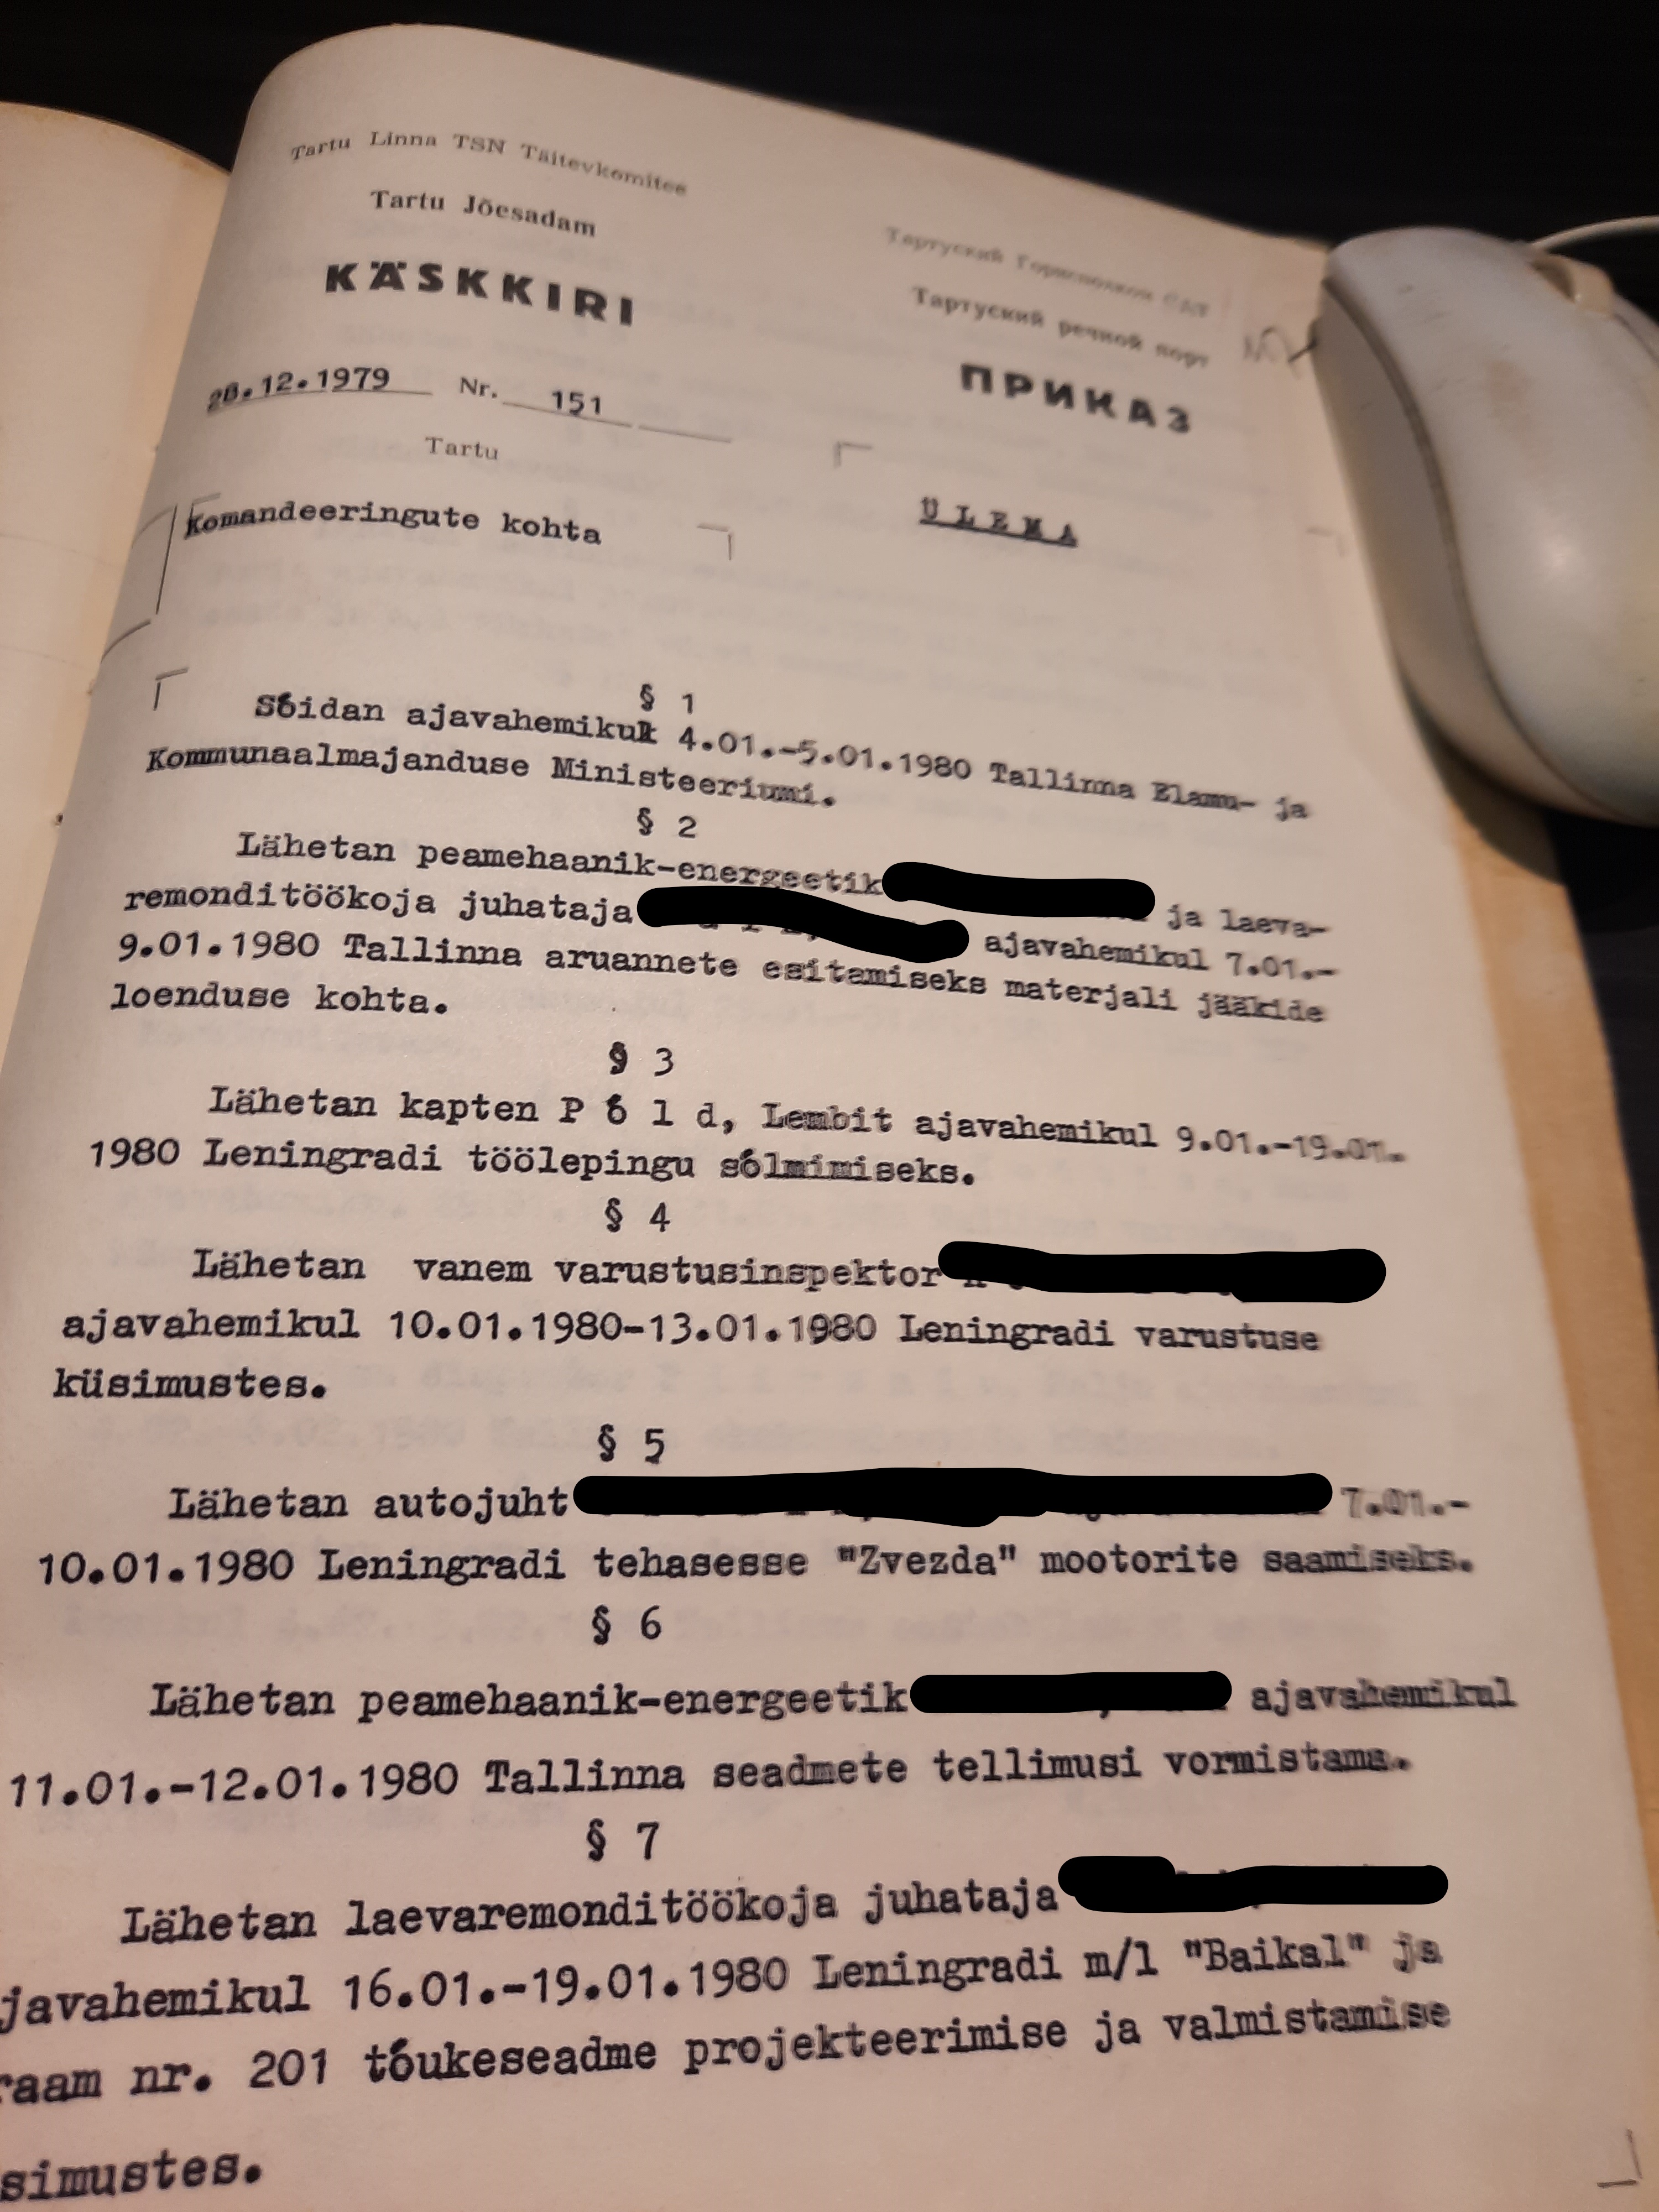 Tartu Linna TSN Täitevkomitee
Tartu Jõesadam
KÄSKKIRI
28.12.1979 Nr. 151
Tartu
Тартуский Горисполком
Тартуский речной порт
ПРИКАЗ
Komandeeringute kohta
ULEMA
§ 1
Sõidan ajavahemikul 4.01.-5.01.1980 Tallinna Elamu- ja
Kommunaalmajanduse Ministeeriumi.
§ 2
Lähetan peamehaanik-energeetik ja laeva-
remonditöökoja juhataja ajavahemikul 7.01.-
9.01.1980 Tallinna aruannete esitamiseks materjali jääkide
loenduse kohta.
§ 3
Lähetan kapten P õ l d, Lembit ajavahemikul 9.01.-19.01.
1980 Leningradi töölepingu sõlmimiseks.
§ 4
Lähetan vanem varustusinspektor
ajavahemikul 10.01.1980-13.01.1980 Leningradi varustuse
küsimustes.
§ 5
Lähetan autojuht 7.01.-
10.01.1980 Leningradi tehasesse "Zvezda" mootorite saamiseks.
§ 6
Lähetan peamehaanik-energeetik ajavahemikul
11.01.-12.01.1980 Tallinna seadmete tellimusi vormistama.
§ 7
Lähetan laevaremonditöökoja juhataja
javahemikul 16.01.-19.01.1980 Leningradi m/l "Baikal" ja
raam nr. 201 tõukeseadme projekteerimise ja valmistamise
simustes.